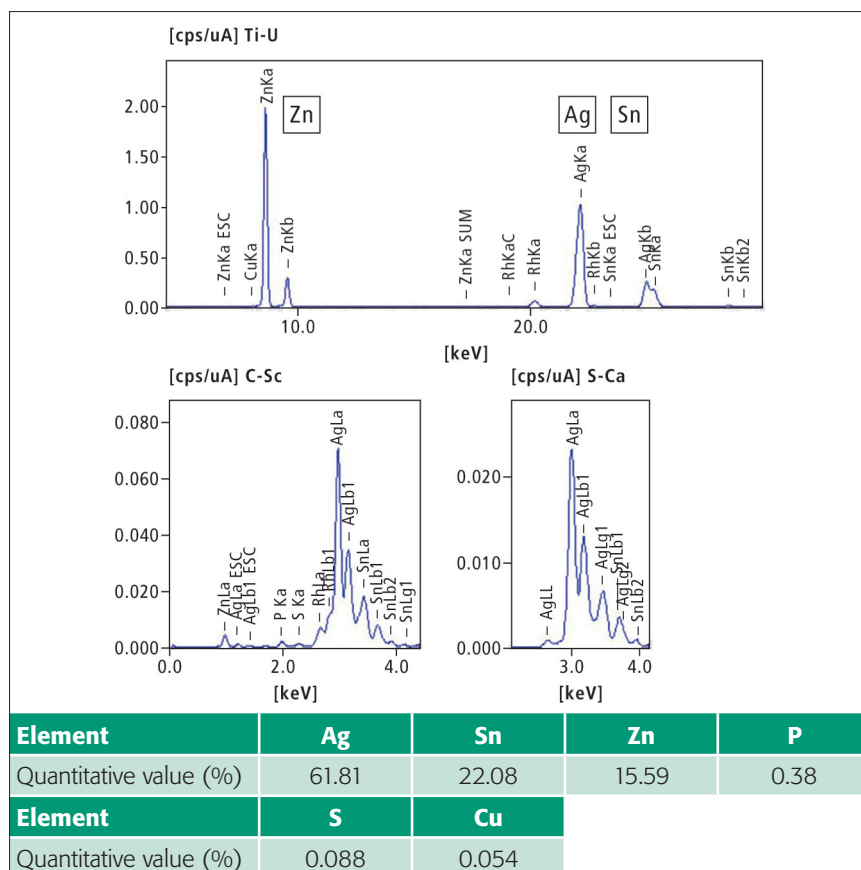 [cps/uA] Ti-U
ZnKa ESC
CuKa
ZnKa
ZnKb
ZnKa SUM
RhKaC
RhKa
AgKa
RhKb
SnKa ESC
AgKb
SnKa
SnKb
SnKb2
Zn
Ag
Sn
2.00
1.50
1.00
0.50
0.00
10.0 20.0
[keV]
[cps/uA] C-Sc
ZnLa
AgLa ESC
AgLb1 ESC
P Ka
S Ka
RhLa
RhLb1
AgLa
AgLb1
SnLa
SnLb1
SnLb2
SnLg1
0.080
0.060
0.040
0.020
0.000
0.0 2.0 4.0
[keV]
[cps/uA] S-Ca
AgLL
AgLa
AgLb1
AgLg1
SnLb1
AgLg2
SnLb2
0.020
0.010
0.000
3.0 4.0
[keV]
Element Ag Sn Zn P
Quantitative value (%) 61.81 22.08 15.59 0.38
Element S Cu
Quantitative value (%) 0.088 0.054